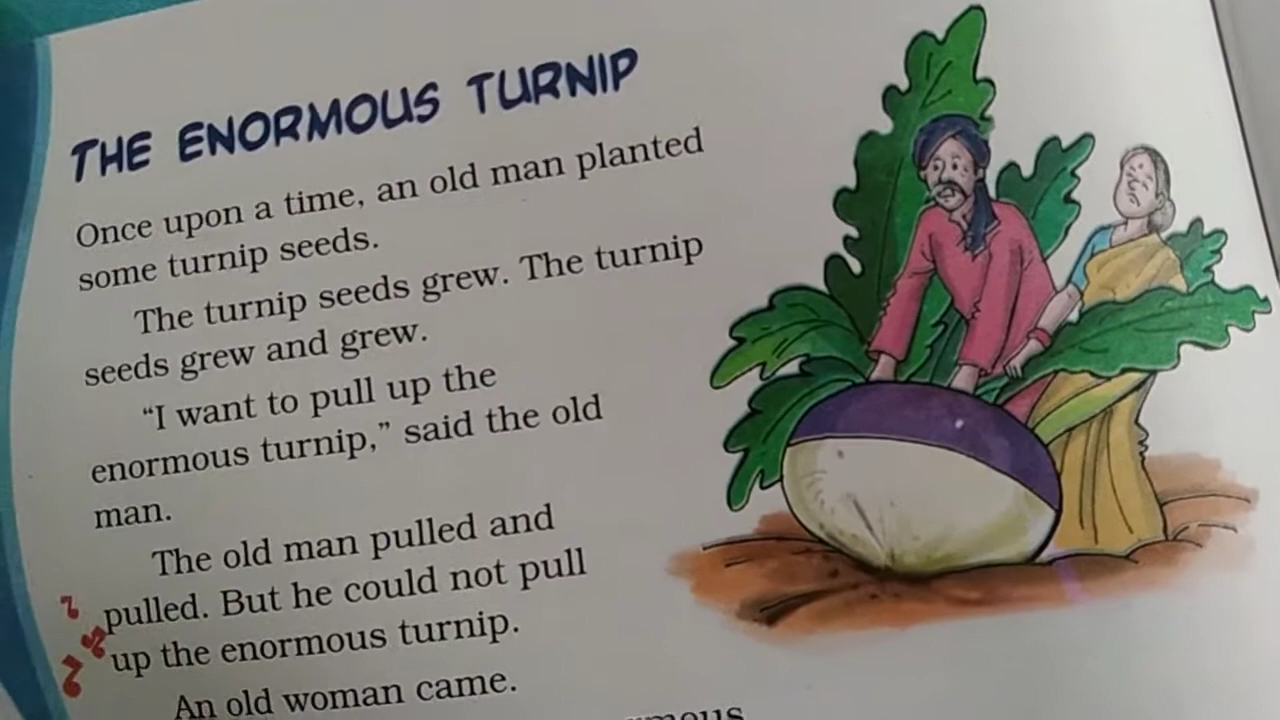 THE ENORMOUS TURNIP
Once upon a time, an old man planted
some turnip seeds.
The turnip seeds grew. The turnip
seeds grew and grew.
“I want to pull up the
enormous turnip,” said the old
man.
The old man pulled and
pulled. But he could not pull
up the enormous turnip.
An old woman came.